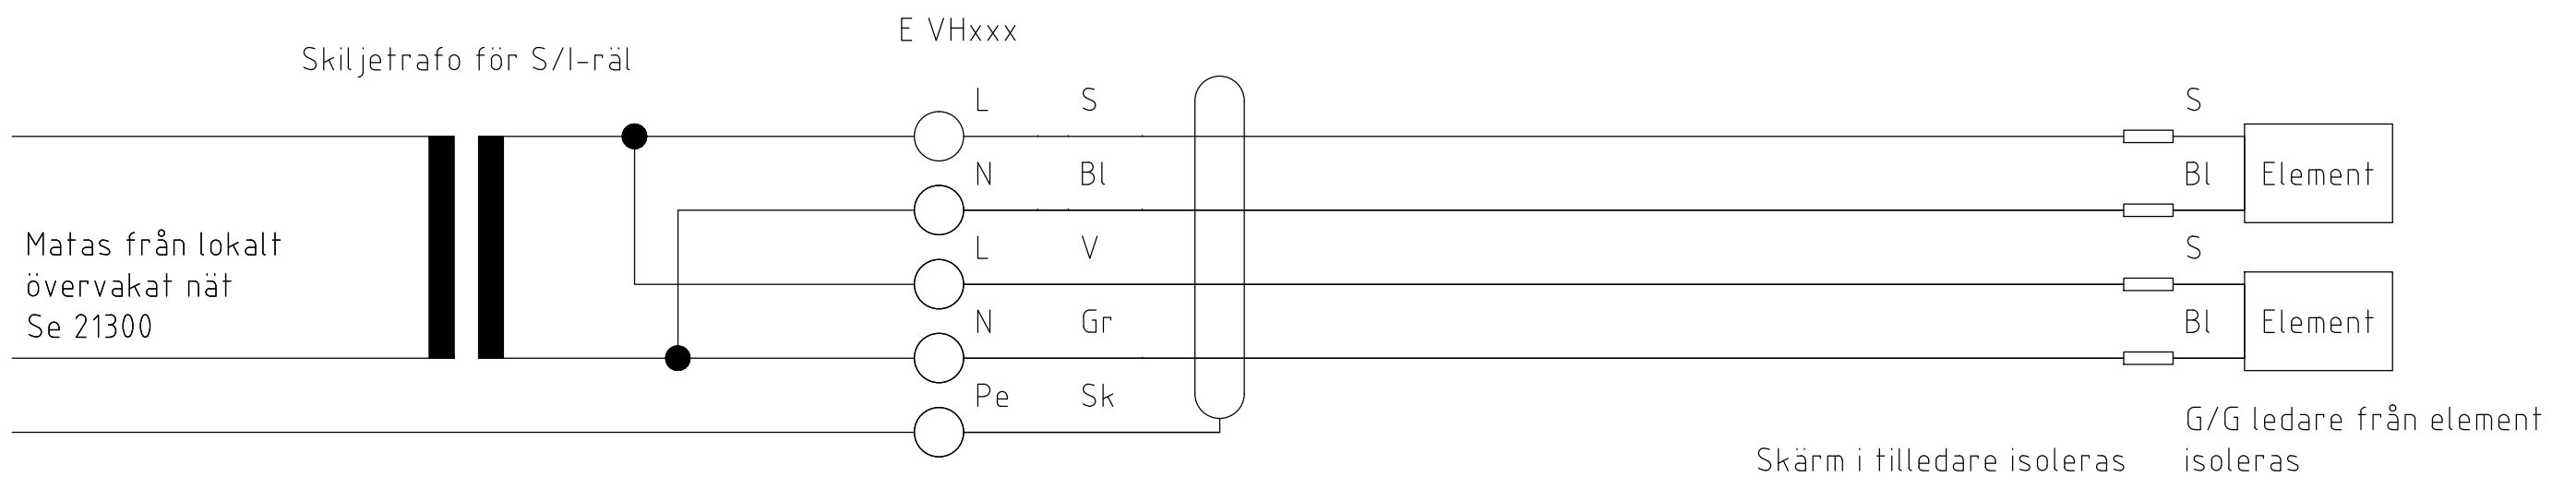 E VHxxx
Skiljetrafo för S/I-räl
L S S
N Bl Bl Element
L V S
Matas från lokalt
övervakat nät
Se 21300
N Gr Bl Element
Pe Sk
G/G ledare från element
isoleras
Skärm i tilledare isoleras